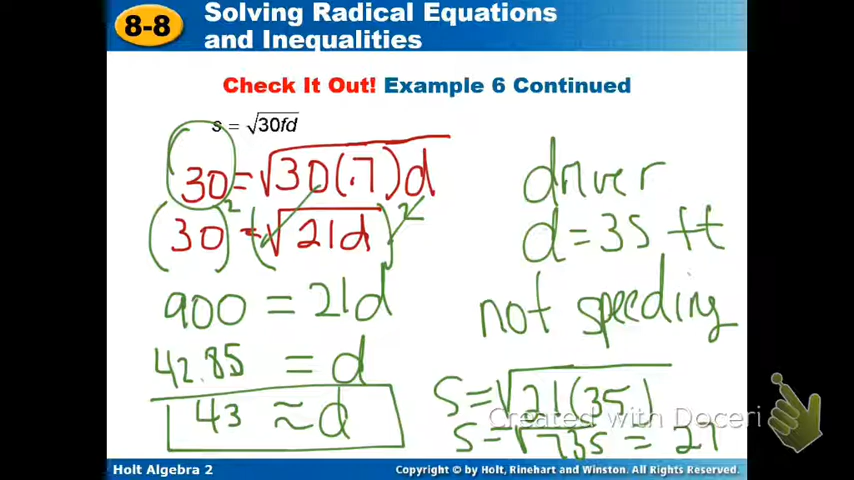 8-8
Solving Radical Equations
and Inequalities
Check It Out! Example 6 Continued
s = √30fd
30 = √30(.7)d
(30)² = (√21d)²
900 = 21d
42.85 = d
43 ≈ d
driver
d = 35 ft
not speeding
S = √21(35)
S = √735 = 27
Created with Doceri
Holt Algebra 2
Copyright © by Holt, Rinehart and Winston. All Rights Reserved.